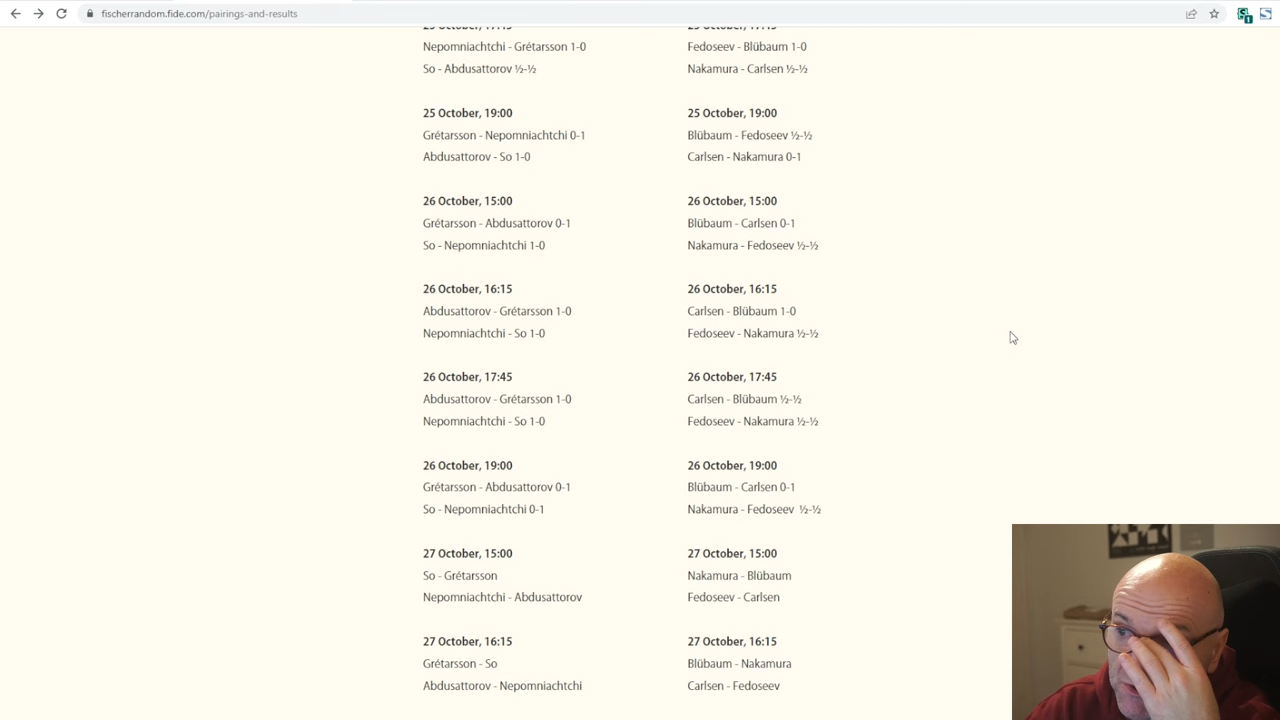 fischerrandom.fide.com/pairings-and-results
25 October, 17:45
Nepomniachtchi - Grétarsson 1-0
So - Abdusattorov ½-½
25 October, 19:00
Grétarsson - Nepomniachtchi 0-1
Abdusattorov - So 1-0
26 October, 15:00
Grétarsson - Abdusattorov 0-1
So - Nepomniachtchi 1-0
26 October, 16:15
Abdusattorov - Grétarsson 1-0
Nepomniachtchi - So 1-0
26 October, 17:45
Abdusattorov - Grétarsson 1-0
Nepomniachtchi - So 1-0
26 October, 19:00
Grétarsson - Abdusattorov 0-1
So - Nepomniachtchi 0-1
27 October, 15:00
So - Grétarsson
Nepomniachtchi - Abdusattorov
27 October, 16:15
Grétarsson - So
Abdusattorov - Nepomniachtchi
25 October, 17:45
Fedoseev - Blübaum 1-0
Nakamura - Carlsen ½-½
25 October, 19:00
Blübaum - Fedoseev ½-½
Carlsen - Nakamura 0-1
26 October, 15:00
Blübaum - Carlsen 0-1
Nakamura - Fedoseev ½-½
26 October, 16:15
Carlsen - Blübaum 1-0
Fedoseev - Nakamura ½-½
26 October, 17:45
Carlsen - Blübaum ½-½
Fedoseev - Nakamura ½-½
26 October, 19:00
Blübaum - Carlsen 0-1
Nakamura - Fedoseev ½-½
27 October, 15:00
Nakamura - Blübaum
Fedoseev - Carlsen
27 October, 16:15
Blübaum - Nakamura
Carlsen - Fedoseev